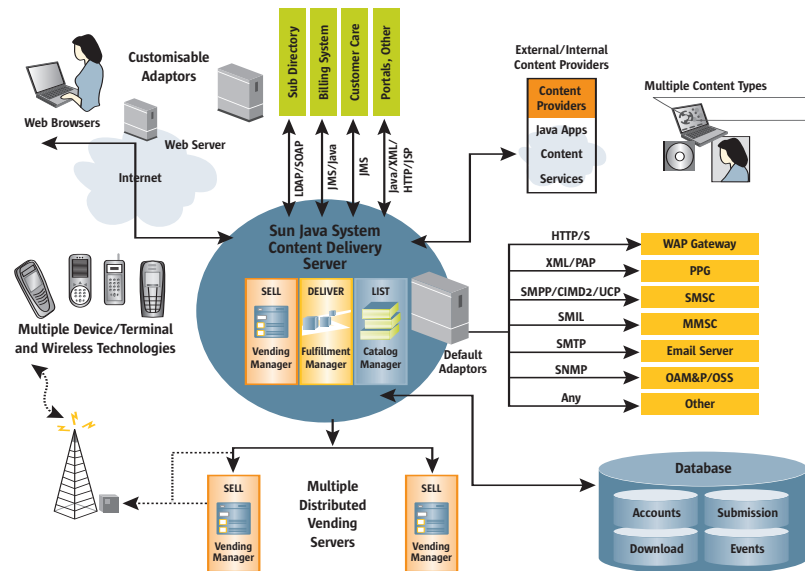 Customisable
Adaptors
Web Browsers
Web Server
Internet
Sub Directory
Billing System
Customer Care
Portals, Other
LDAP/SOAP
JMS/Java
JMS
Java/XML/
HTTP/JSP
External/Internal
Content Providers
Content
Providers
Java Apps
Content
Services
Multiple Content Types
Sun Java System
Content Delivery
Server
SELL
Vending
Manager
DELIVER
Fulfillment
Manager
LIST
Catalog
Manager
Default
Adaptors
HTTP/S
WAP Gateway
XML/PAP
PPG
SMPP/CIMD2/UCP
SMSC
SMIL
MMSC
SMTP
Email Server
SNMP
OAM&P/OSS
Any
Other
Multiple Device/Terminal
and Wireless Technologies
SELL
Vending
Manager
Multiple
Distributed
Vending
Servers
SELL
Vending
Manager
Database
Accounts
Submission
Download
Events